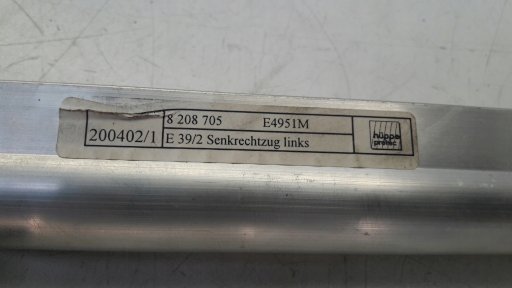 8 208 705 E4951M
200402/1 E 39/2 Senkrechtzug links
hüppe
protec